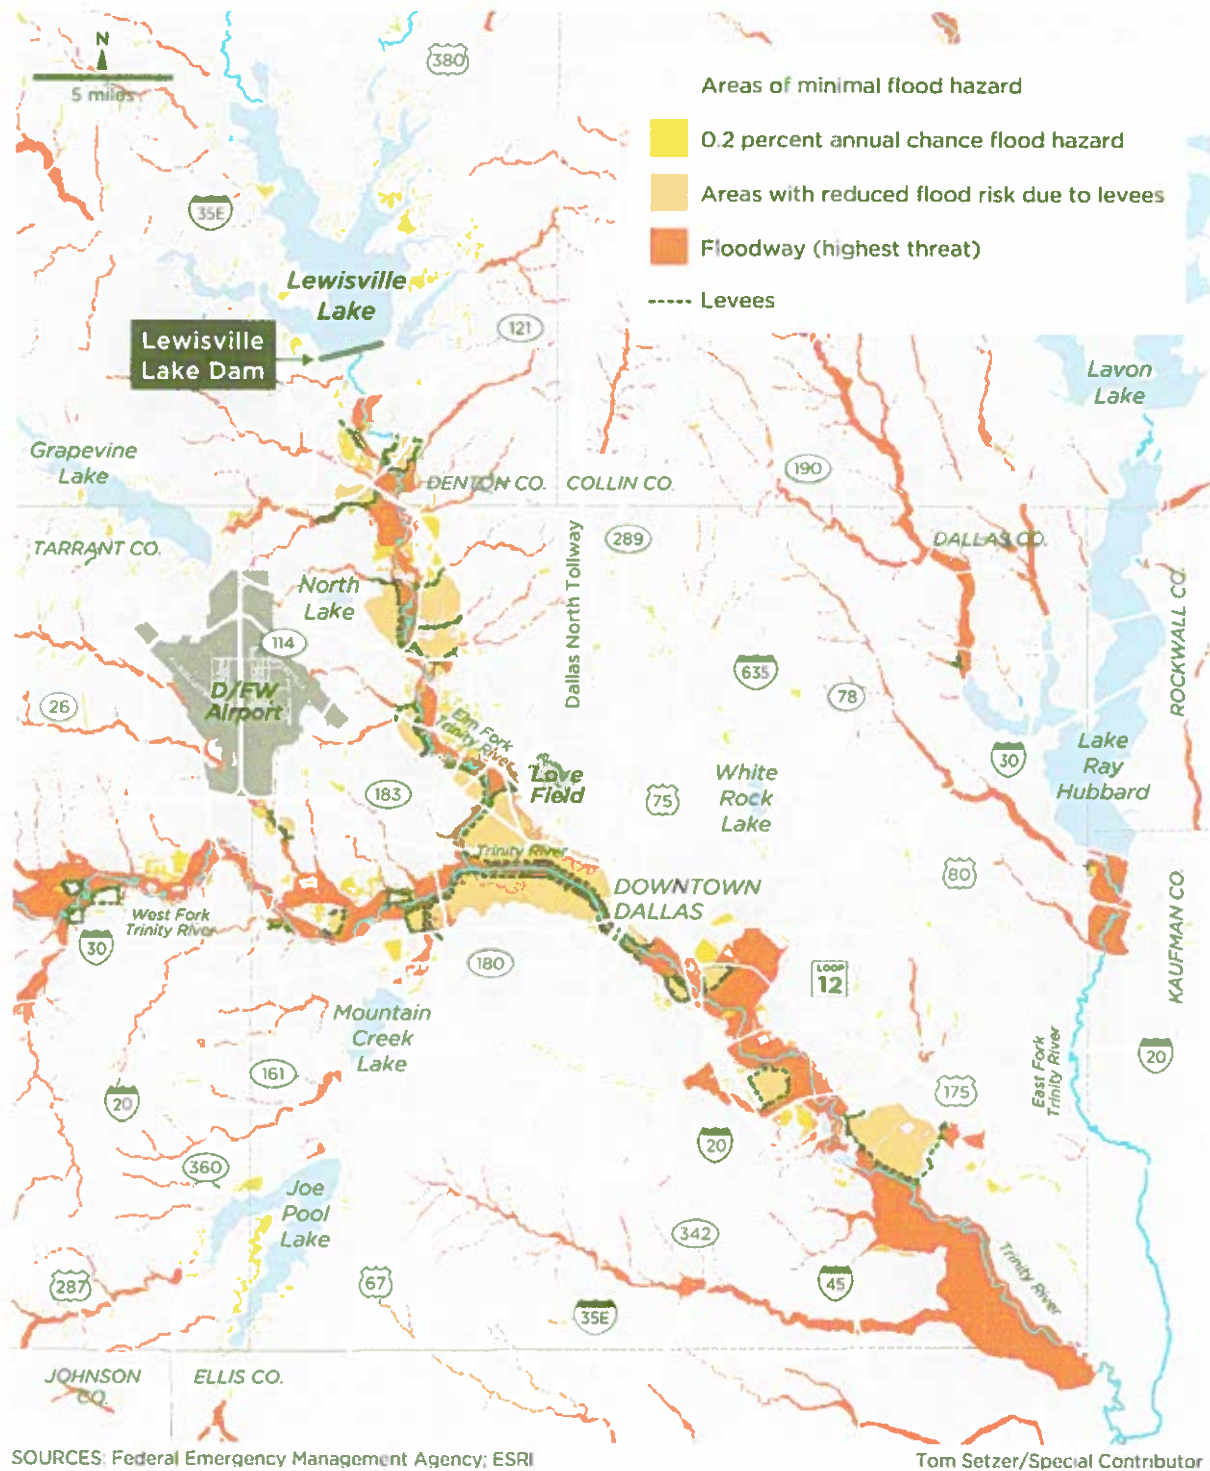 N
5 miles
380
Areas of minimal flood hazard
0.2 percent annual chance flood hazard
Areas with reduced flood risk due to levees
Floodway (highest threat)
Levees
35E
Lewisville
Lake
121
Lewisville
Lake Dam
Lavon
Lake
Grapevine
Lake
190
DENTON CO.
COLLIN CO.
TARRANT CO.
289
DALLAS CO.
North
Lake
Dallas North Tollway
ROCKWALL CO.
114
635
D/FW
Airport
26
78
Elm Fork
Trinity River
Lake
Ray
Hubbard
30
Love
Field
White
Rock
Lake
75
183
Trinity River
80
DOWNTOWN
DALLAS
West Fork
Trinity River
30
KAUFMAN CO.
180
LOOP
12
Mountain
Creek
Lake
East Fork
Trinity River
20
161
20
175
20
360
Joe
Pool
Lake
342
Trinity River
287
67
45
35E
JOHNSON
CO.
ELLIS CO.
SOURCES: Federal Emergency Management Agency; ESRI
Tom Setzer/Special Contributor